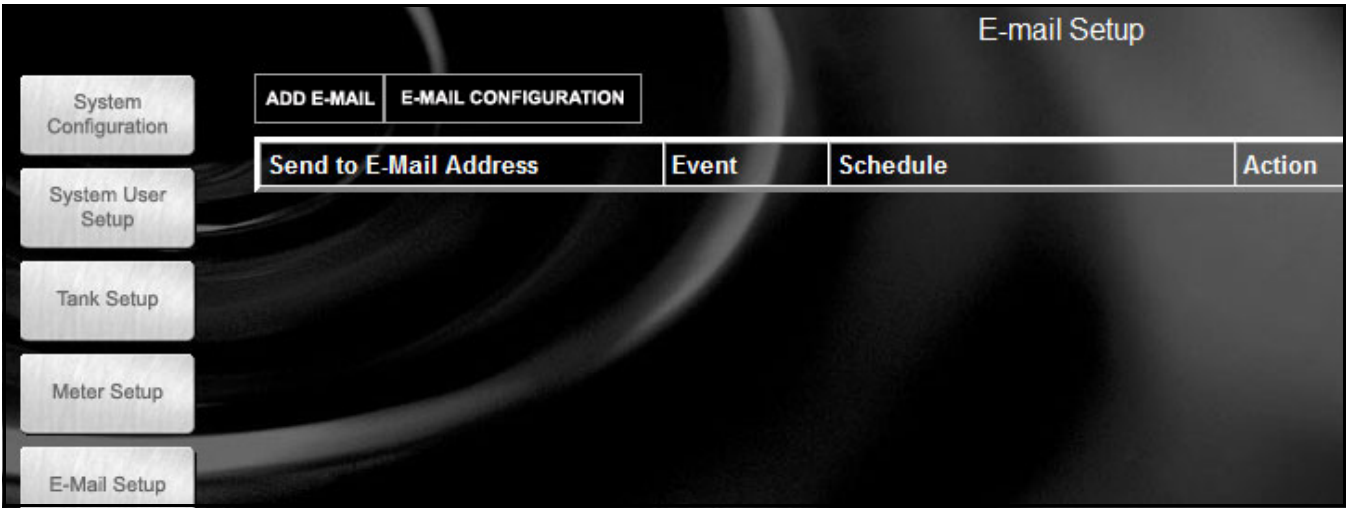 E-mail Setup
System
Configuration
ADD E-MAIL E-MAIL CONFIGURATION
Send to E-Mail Address Event Schedule Action
System User
Setup
Tank Setup
Meter Setup
E-Mail Setup